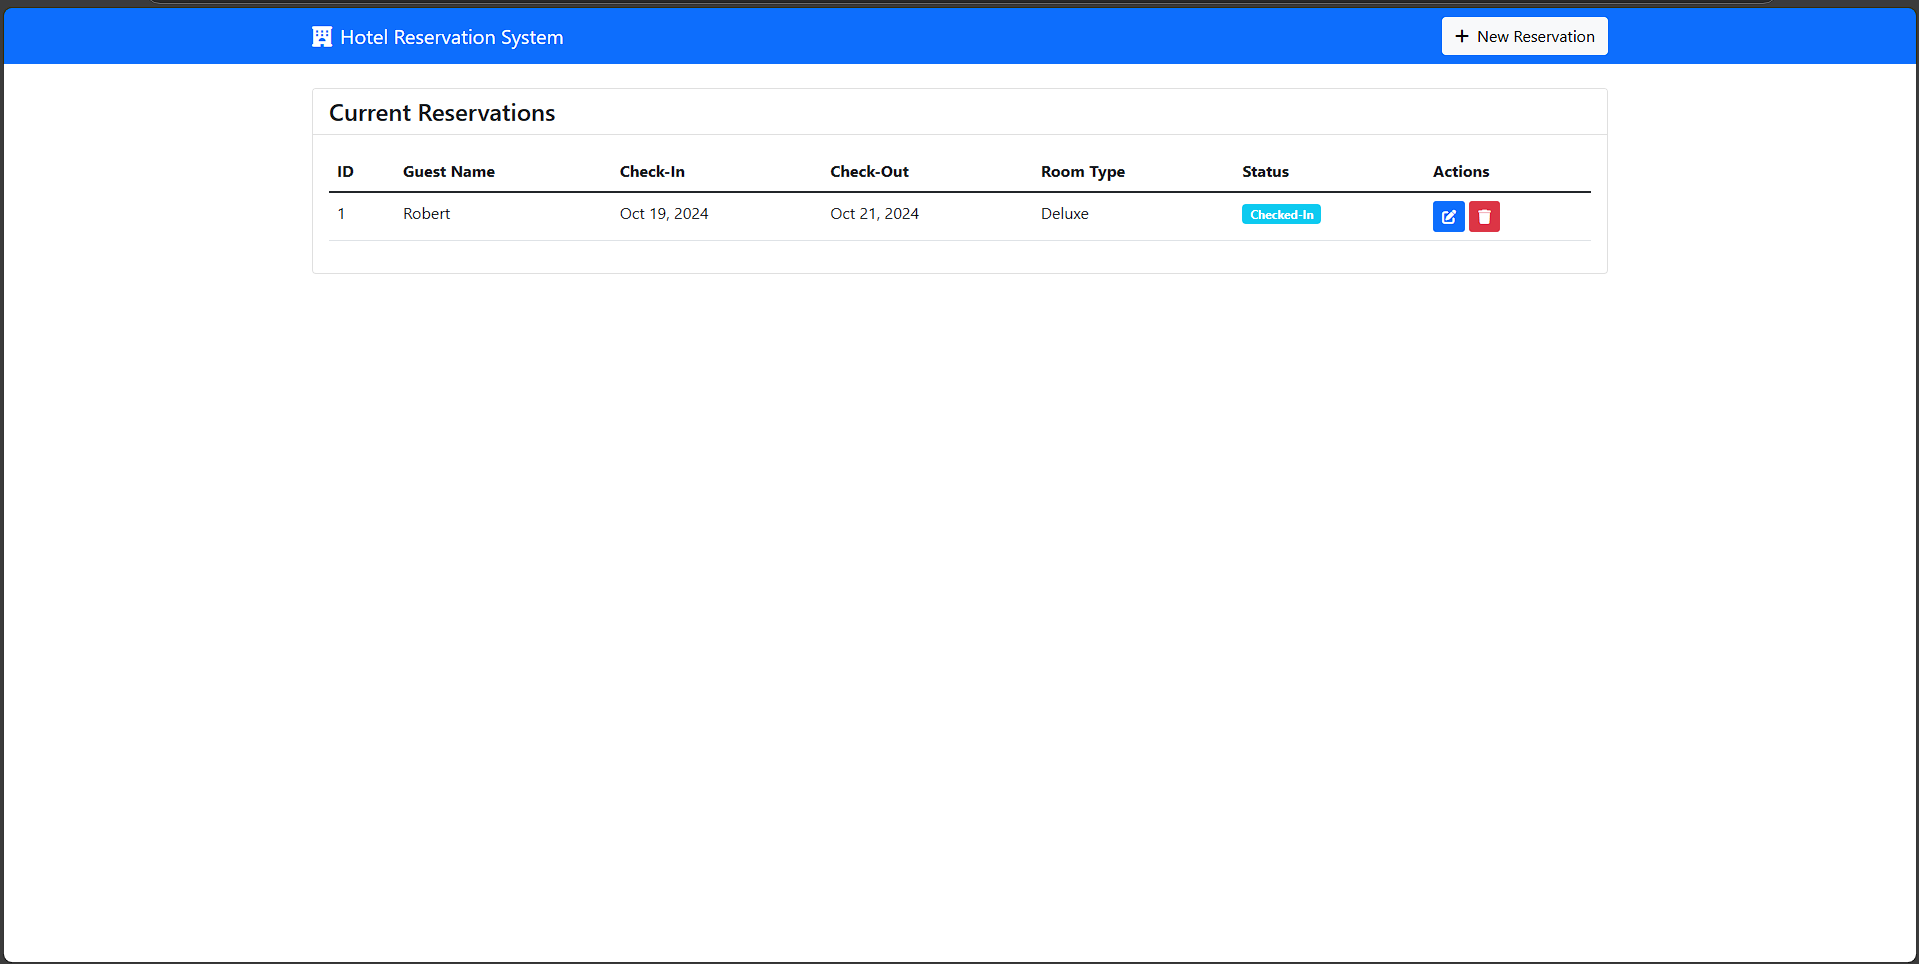 Hotel Reservation System
New Reservation
Current Reservations
ID Guest Name Check-In Check-Out Room Type Status Actions
1 Robert Oct 19, 2024 Oct 21, 2024 Deluxe Checked-In